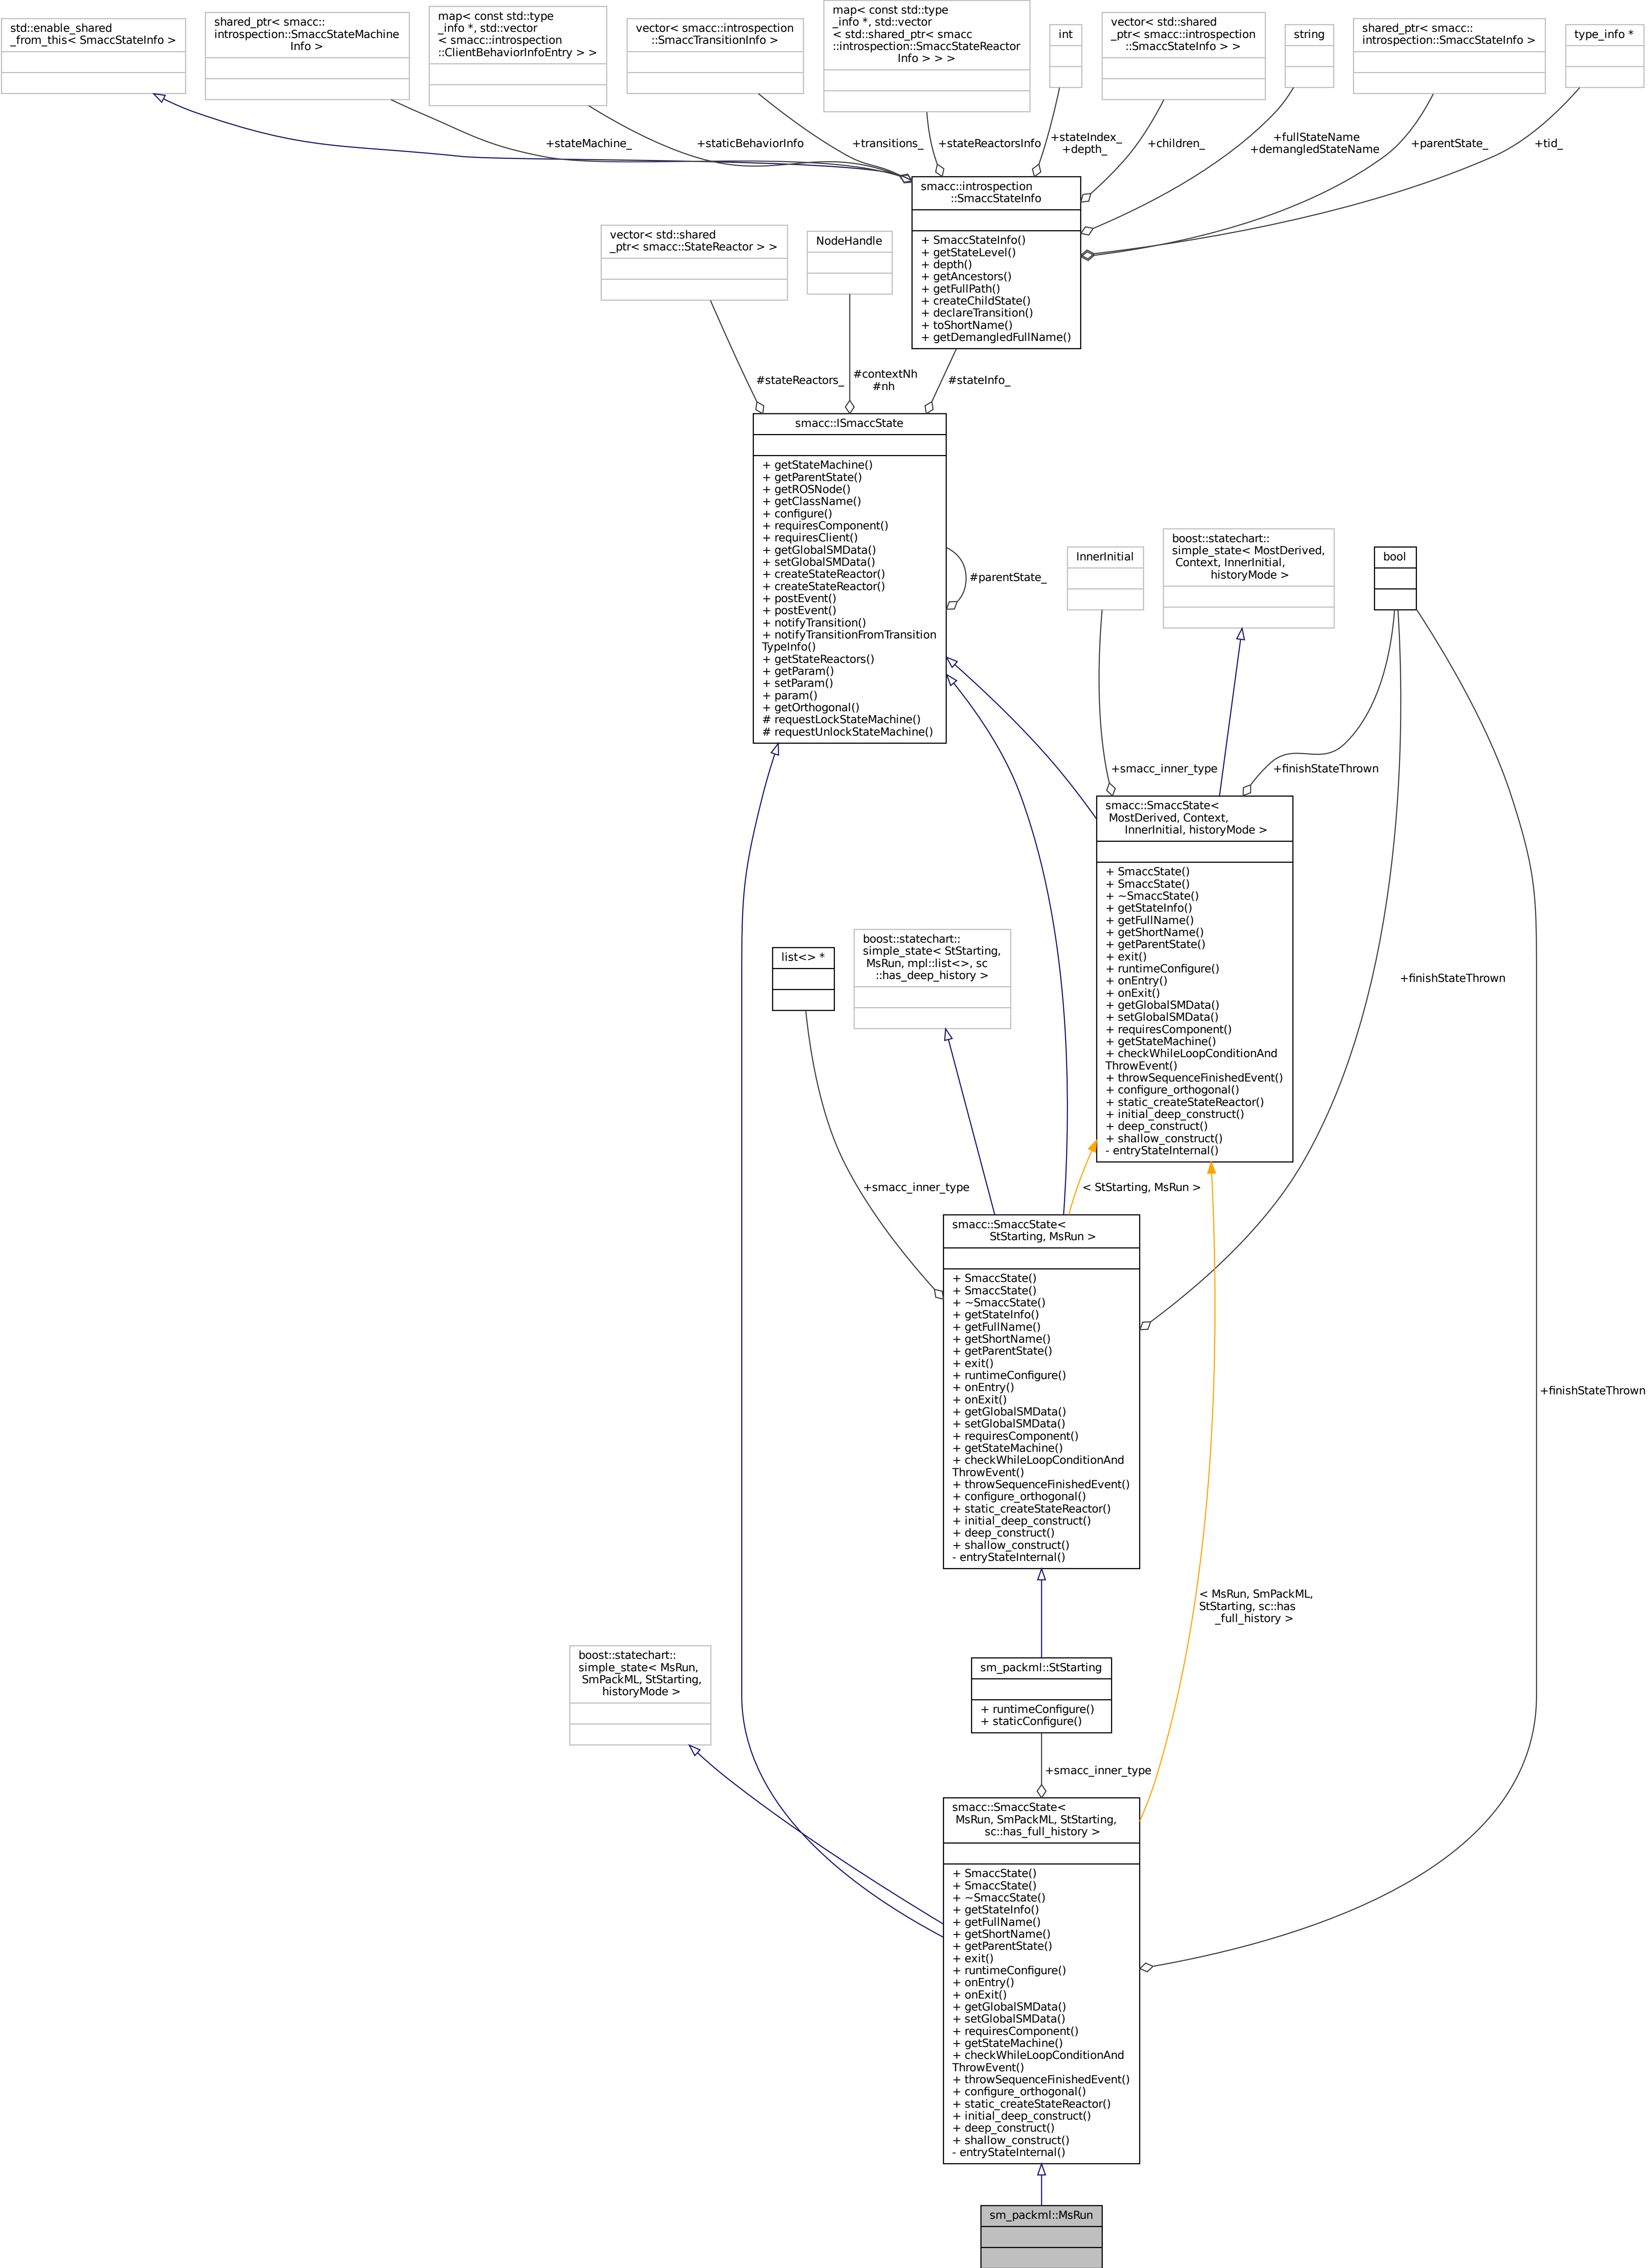 std::enable_shared
_from_this< SmaccStateInfo >
shared_ptr< smacc::
introspection::SmaccStateMachine
Info >
map< const std::type
_info *, std::vector
< smacc::introspection
::ClientBehaviorInfoEntry > >
vector< smacc::introspection
::SmaccTransitionInfo >
map< const std::type
_info *, std::vector
< std::shared_ptr< smacc
::introspection::SmaccStateReactor
Info > > >
int
vector< std::shared
_ptr< smacc::introspection
::SmaccStateInfo > >
string
shared_ptr< smacc::
introspection::SmaccStateInfo >
type_info *
+stateMachine_
+staticBehaviorInfo
+transitions_
+stateReactorsInfo
+stateIndex_
+depth_
+children_
+fullStateName
+demangledStateName
+parentState_
+tid_
smacc::introspection
::SmaccStateInfo
+ SmaccStateInfo()
+ getStateLevel()
+ depth()
+ getAncestors()
+ getFullPath()
+ createChildState()
+ declareTransition()
+ toShortName()
+ getDemangledFullName()
vector< std::shared
_ptr< smacc::StateReactor > >
NodeHandle
#stateReactors_
#contextNh
#nh
#stateInfo_
smacc::ISmaccState
+ getStateMachine()
+ getParentState()
+ getROSNode()
+ getClassName()
+ configure()
+ requiresComponent()
+ requiresClient()
+ getGlobalSMData()
+ setGlobalSMData()
+ createStateReactor()
+ createStateReactor()
+ postEvent()
+ postEvent()
+ notifyTransition()
+ notifyTransitionFromTransition
TypeInfo()
+ getStateReactors()
+ getParam()
+ setParam()
+ param()
+ getOrthogonal()
# requestLockStateMachine()
# requestUnlockStateMachine()
#parentState_
InnerInitial
boost::statechart::
simple_state< MostDerived,
Context, InnerInitial,
historyMode >
bool
+smacc_inner_type
+finishStateThrown
smacc::SmaccState<
MostDerived, Context,
InnerInitial, historyMode >
+ SmaccState()
+ SmaccState()
+ ~SmaccState()
+ getStateInfo()
+ getFullName()
+ getShortName()
+ getParentState()
+ exit()
+ runtimeConfigure()
+ onEntry()
+ onExit()
+ getGlobalSMData()
+ setGlobalSMData()
+ requiresComponent()
+ getStateMachine()
+ checkWhileLoopConditionAnd
ThrowEvent()
+ throwSequenceFinishedEvent()
+ configure_orthogonal()
+ static_createStateReactor()
+ initial_deep_construct()
+ deep_construct()
+ shallow_construct()
- entryStateInternal()
list<> *
boost::statechart::
simple_state< StStarting,
MsRun, mpl::list<>, sc
::has_deep_history >
+finishStateThrown
+smacc_inner_type
< StStarting, MsRun >
smacc::SmaccState<
StStarting, MsRun >
+ SmaccState()
+ SmaccState()
+ ~SmaccState()
+ getStateInfo()
+ getFullName()
+ getShortName()
+ getParentState()
+ exit()
+ runtimeConfigure()
+ onEntry()
+ onExit()
+ getGlobalSMData()
+ setGlobalSMData()
+ requiresComponent()
+ getStateMachine()
+ checkWhileLoopConditionAnd
ThrowEvent()
+ throwSequenceFinishedEvent()
+ configure_orthogonal()
+ static_createStateReactor()
+ initial_deep_construct()
+ deep_construct()
+ shallow_construct()
- entryStateInternal()
+finishStateThrown
< MsRun, SmPackML,
StStarting, sc::has
_full_history >
boost::statechart::
simple_state< MsRun,
SmPackML, StStarting,
historyMode >
sm_packml::StStarting
+ runtimeConfigure()
+ staticConfigure()
+smacc_inner_type
smacc::SmaccState<
MsRun, SmPackML, StStarting,
sc::has_full_history >
+ SmaccState()
+ SmaccState()
+ ~SmaccState()
+ getStateInfo()
+ getFullName()
+ getShortName()
+ getParentState()
+ exit()
+ runtimeConfigure()
+ onEntry()
+ onExit()
+ getGlobalSMData()
+ setGlobalSMData()
+ requiresComponent()
+ getStateMachine()
+ checkWhileLoopConditionAnd
ThrowEvent()
+ throwSequenceFinishedEvent()
+ configure_orthogonal()
+ static_createStateReactor()
+ initial_deep_construct()
+ deep_construct()
+ shallow_construct()
- entryStateInternal()
sm_packml::MsRun